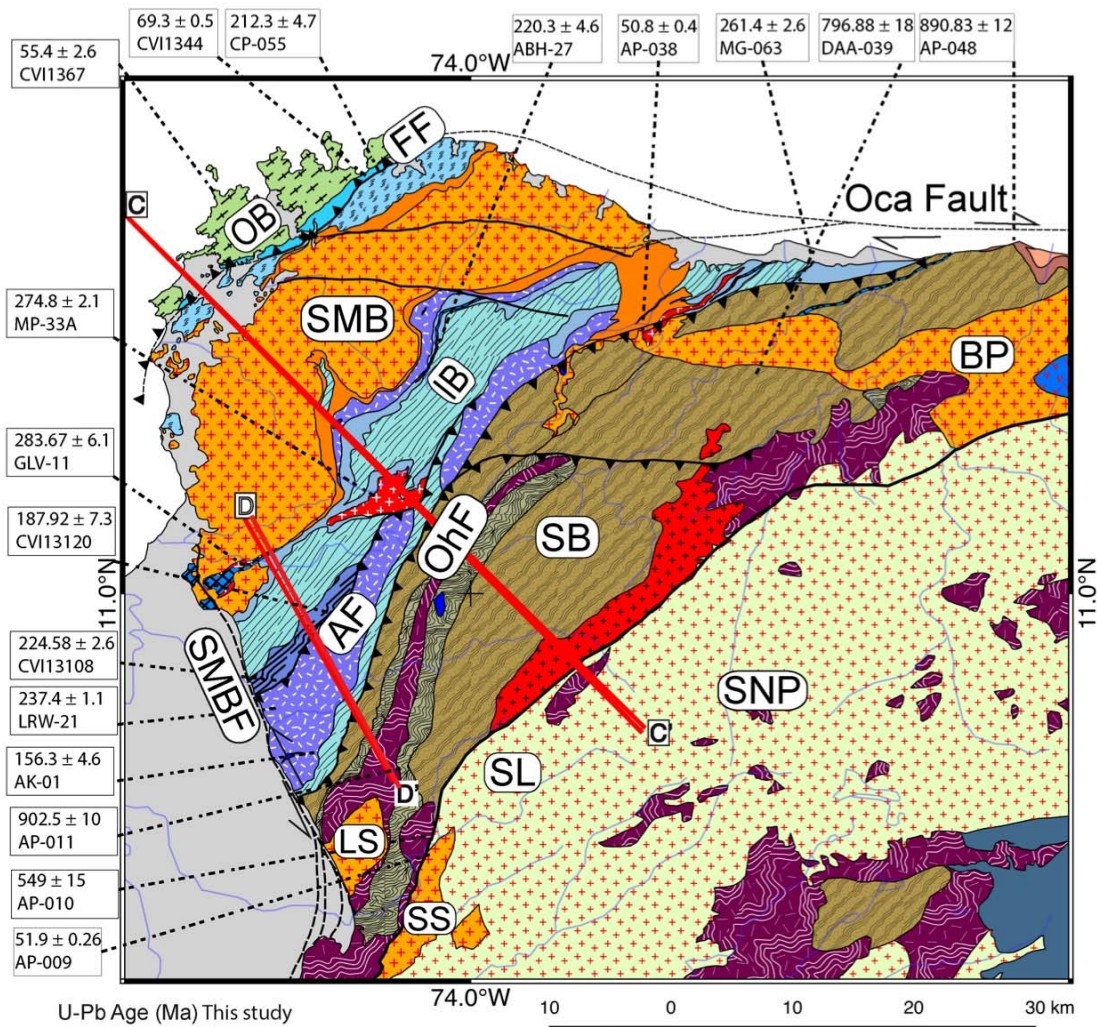 69.3 ± 0.5
CVI1344
212.3 ± 4.7
CP-055
220.3 ± 4.6
ABH-27
50.8 ± 0.4
AP-038
261.4 ± 2.6
MG-063
796.88 ± 18
DAA-039
890.83 ± 12
AP-048
55.4 ± 2.6
CVI1367
74.0°W
FF
OB
C
Oca Fault
274.8 ± 2.1
MP-33A
SMB
IB
BP
283.67 ± 6.1
GLV-11
187.92 ± 7.3
CVI13120
D
OhF
SB
11.0°N
11.0°N
AF
SMBF
224.58 ± 2.6
CVI13108
237.4 ± 1.1
LRW-21
SNP
C
156.3 ± 4.6
AK-01
SL
D'
902.5 ± 10
AP-011
LS
549 ± 15
AP-010
SS
51.9 ± 0.26
AP-009
74.0°W
U-Pb Age (Ma) This study
10 0 10 20 30 km